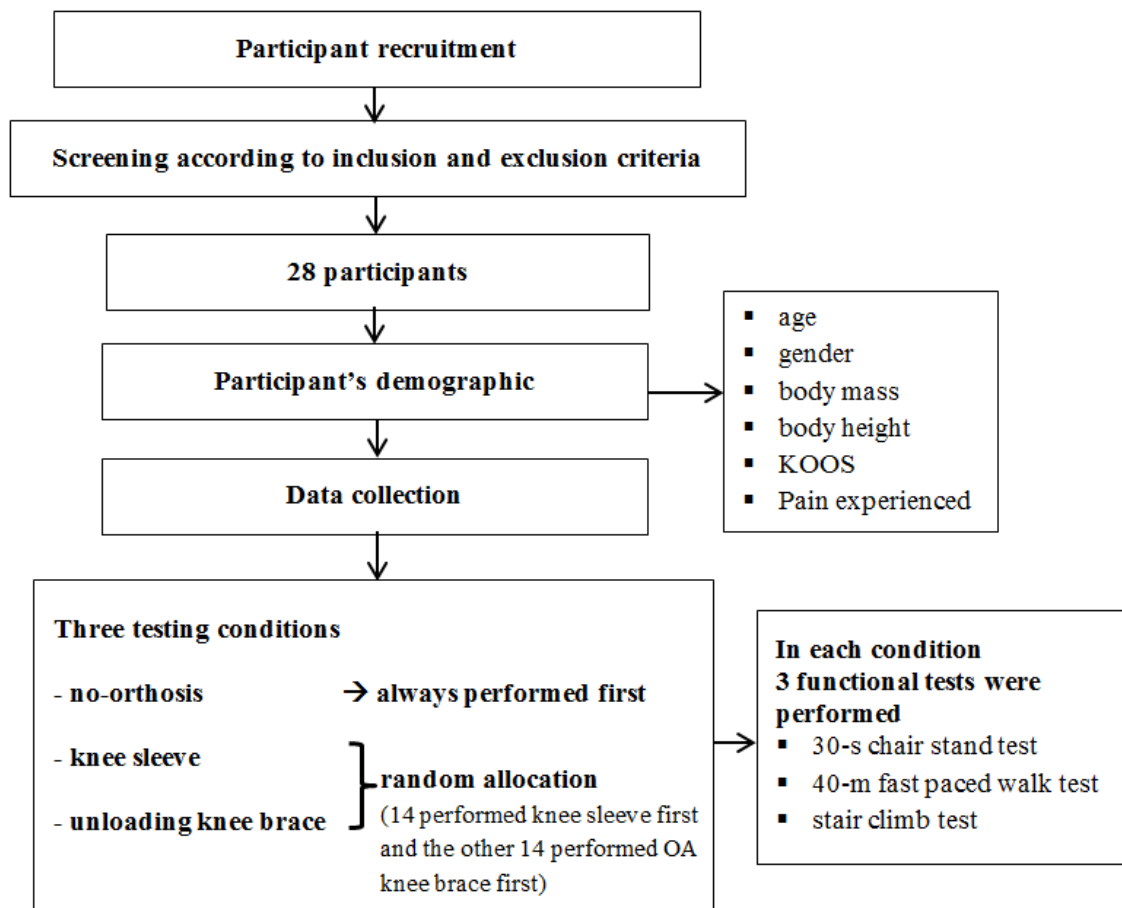 Participant recruitment
Screening according to inclusion and exclusion criteria
28 participants
Participant’s demographic
▪ age
▪ gender
▪ body mass
▪ body height
▪ KOOS
▪ Pain experienced
Data collection
Three testing conditions
- no-orthosis → always performed first
- knee sleeve
- unloading knee brace
random allocation
(14 performed knee sleeve first
and the other 14 performed OA
knee brace first)
In each condition
3 functional tests were
performed
▪ 30-s chair stand test
▪ 40-m fast paced walk test
▪ stair climb test